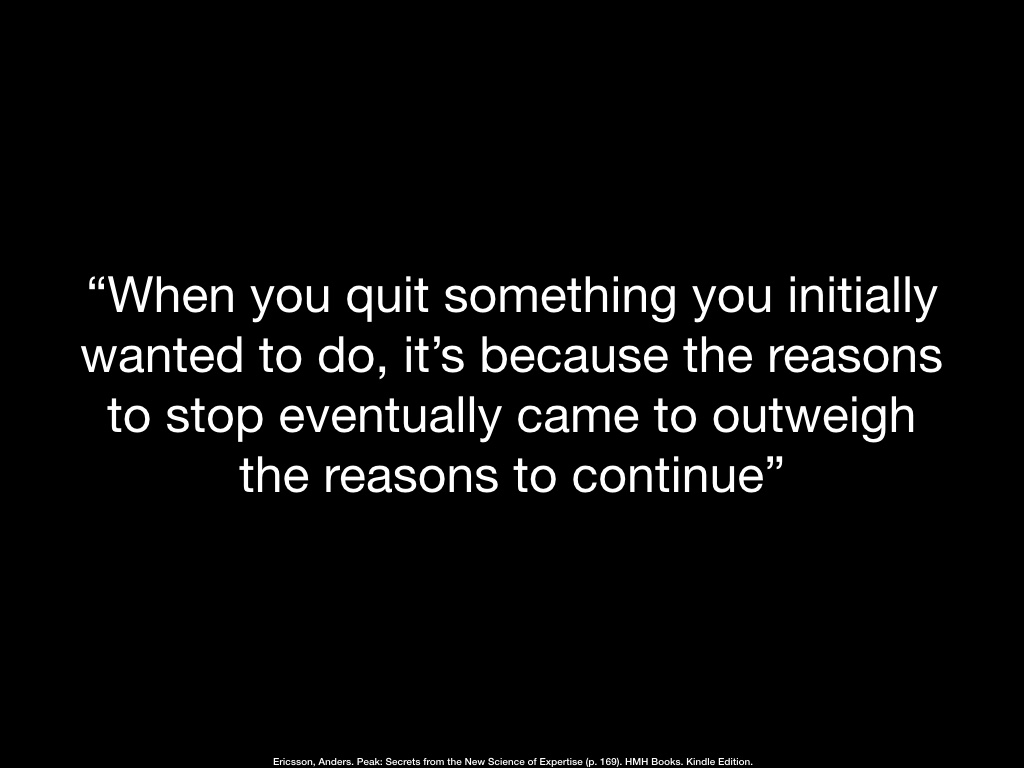 “When you quit something you initially
wanted to do, it’s because the reasons
to stop eventually came to outweigh
the reasons to continue”
Ericsson, Anders. Peak: Secrets from the New Science of Expertise (p. 169). HMH Books. Kindle Edition.